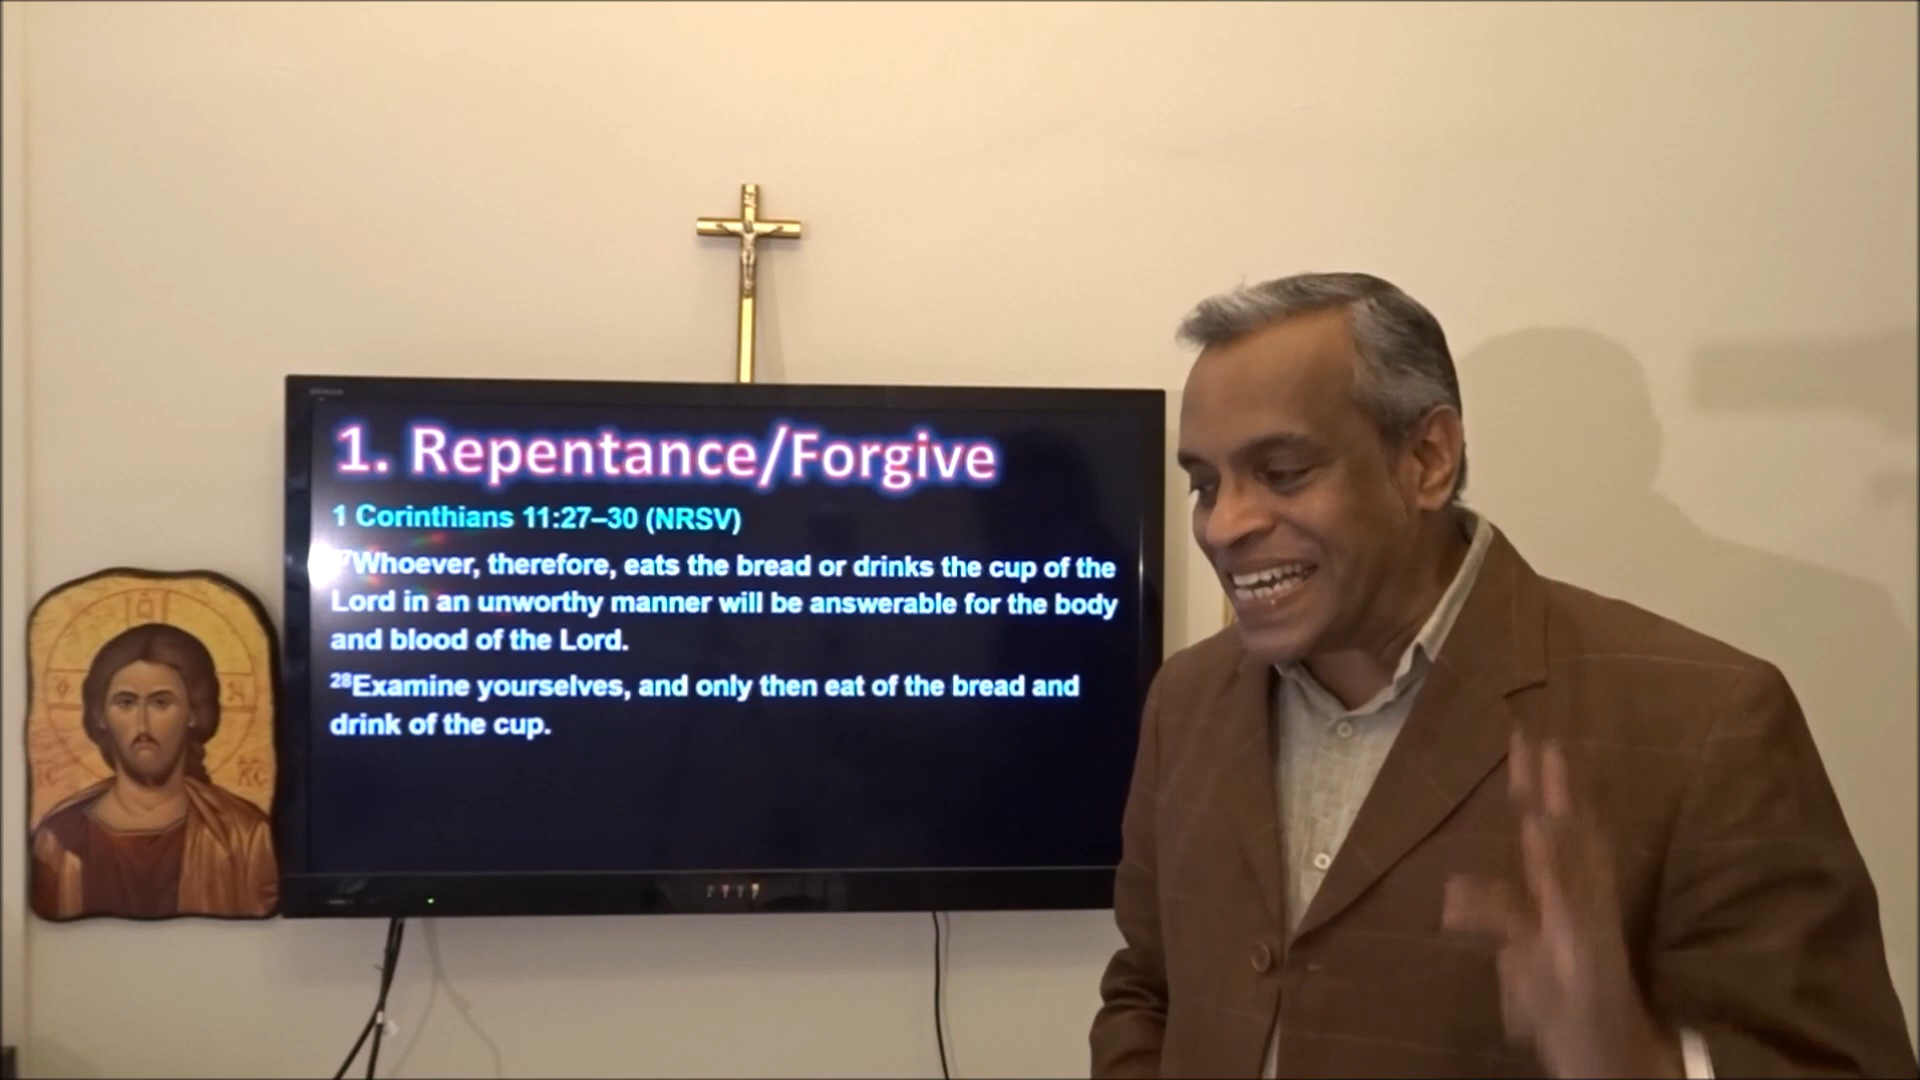 1. Repentance/Forgive
1 Corinthians 11:27–30 (NRSV)
⁷Whoever, therefore, eats the bread or drinks the cup of the
Lord in an unworthy manner will be answerable for the body
and blood of the Lord.
²⁸Examine yourselves, and only then eat of the bread and
drink of the cup.